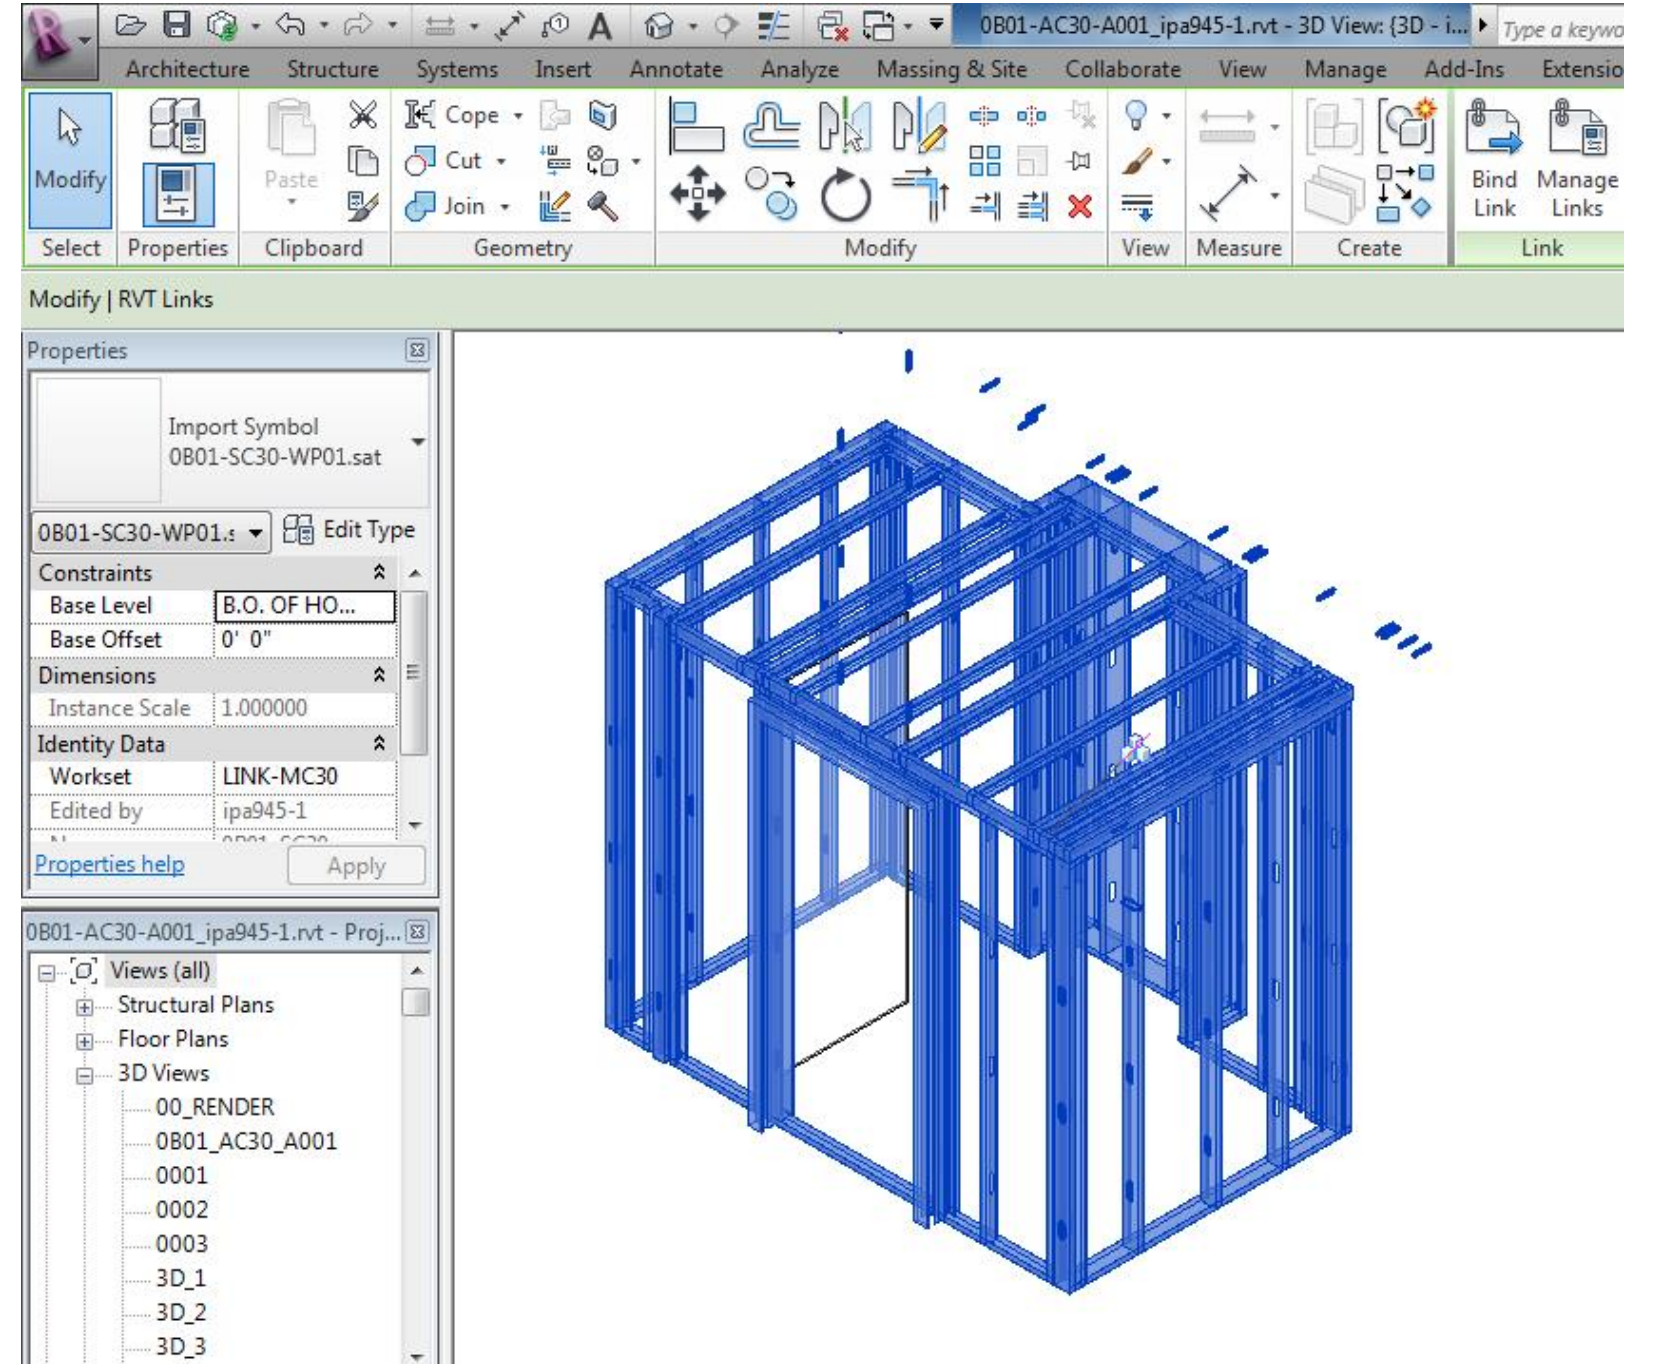 0B01-AC30-A001_ipa945-1.rvt - 3D View: {3D - i...
Type a keywo
Architecture Structure Systems Insert Annotate Analyze Massing & Site Collaborate View Manage Add-Ins Extensio
Modify
Paste
Cope
Cut
Join
Bind Link
Manage Links
Select Properties Clipboard Geometry Modify View Measure Create Link
Modify | RVT Links
Properties
Import Symbol
0B01-SC30-WP01.sat
0B01-SC30-WP01.s
Edit Type
Constraints
Base Level B.O. OF HO...
Base Offset 0' 0"
Dimensions
Instance Scale 1.000000
Identity Data
Workset LINK-MC30
Edited by ipa945-1
Properties help
Apply
0B01-AC30-A001_ipa945-1.rvt - Proj...
Views (all)
Structural Plans
Floor Plans
3D Views
00_RENDER
0B01_AC30_A001
0001
0002
0003
3D_1
3D_2
3D_3